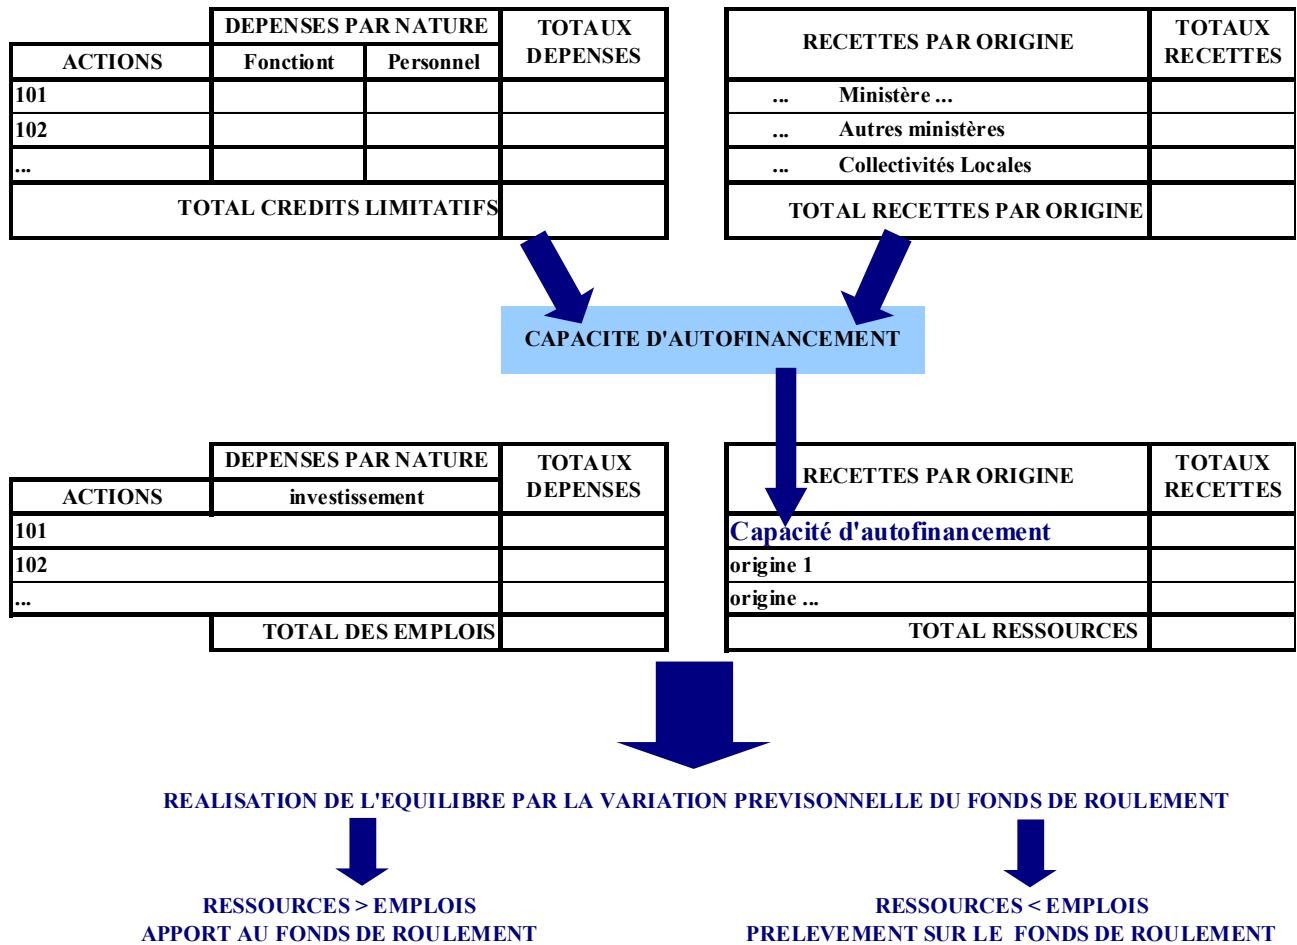 DEPENSES PAR NATURE
TOTAUX
DEPENSES
ACTIONS
Fonctiont
Personnel
101
102
...
TOTAL CREDITS LIMITATIFS
RECETTES PAR ORIGINE
TOTAUX
RECETTES
... Ministère ...
... Autres ministères
... Collectivités Locales
TOTAL RECETTES PAR ORIGINE
CAPACITE D'AUTOFINANCEMENT
DEPENSES PAR NATURE
TOTAUX
DEPENSES
ACTIONS
investissement
101
102
...
TOTAL DES EMPLOIS
RECETTES PAR ORIGINE
TOTAUX
RECETTES
Capacité d'autofinancement
origine 1
origine ...
TOTAL RESSOURCES
REALISATION DE L'EQUILIBRE PAR LA VARIATION PREVISONNELLE DU FONDS DE ROULEMENT
RESSOURCES > EMPLOIS
APPORT AU FONDS DE ROULEMENT
RESSOURCES < EMPLOIS
PRELEVEMENT SUR LE FONDS DE ROULEMENT